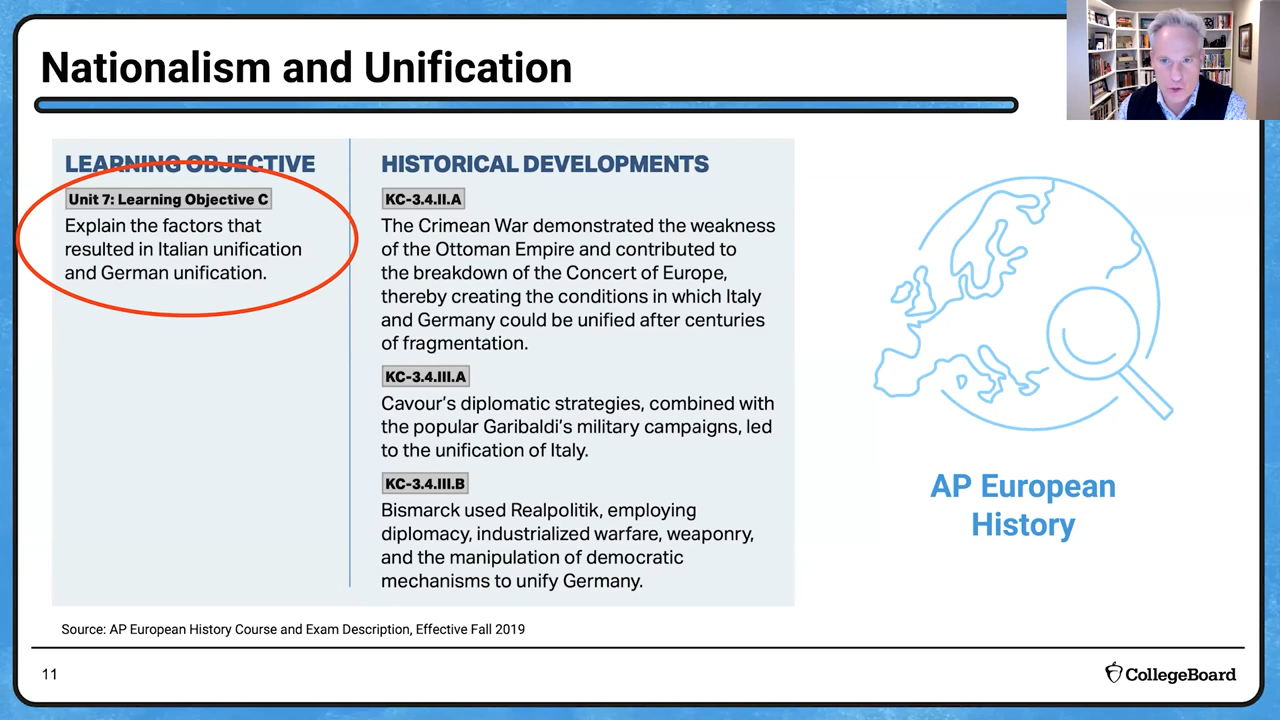 Nationalism and Unification
LEARNING OBJECTIVE
Unit 7: Learning Objective C
Explain the factors that
resulted in Italian unification
and German unification.
HISTORICAL DEVELOPMENTS
KC-3.4.II.A
The Crimean War demonstrated the weakness
of the Ottoman Empire and contributed to
the breakdown of the Concert of Europe,
thereby creating the conditions in which Italy
and Germany could be unified after centuries
of fragmentation.
KC-3.4.III.A
Cavour’s diplomatic strategies, combined with
the popular Garibaldi’s military campaigns, led
to the unification of Italy.
KC-3.4.III.B
Bismarck used Realpolitik, employing
diplomacy, industrialized warfare, weaponry,
and the manipulation of democratic
mechanisms to unify Germany.
AP European
History
Source: AP European History Course and Exam Description, Effective Fall 2019
11
CollegeBoard